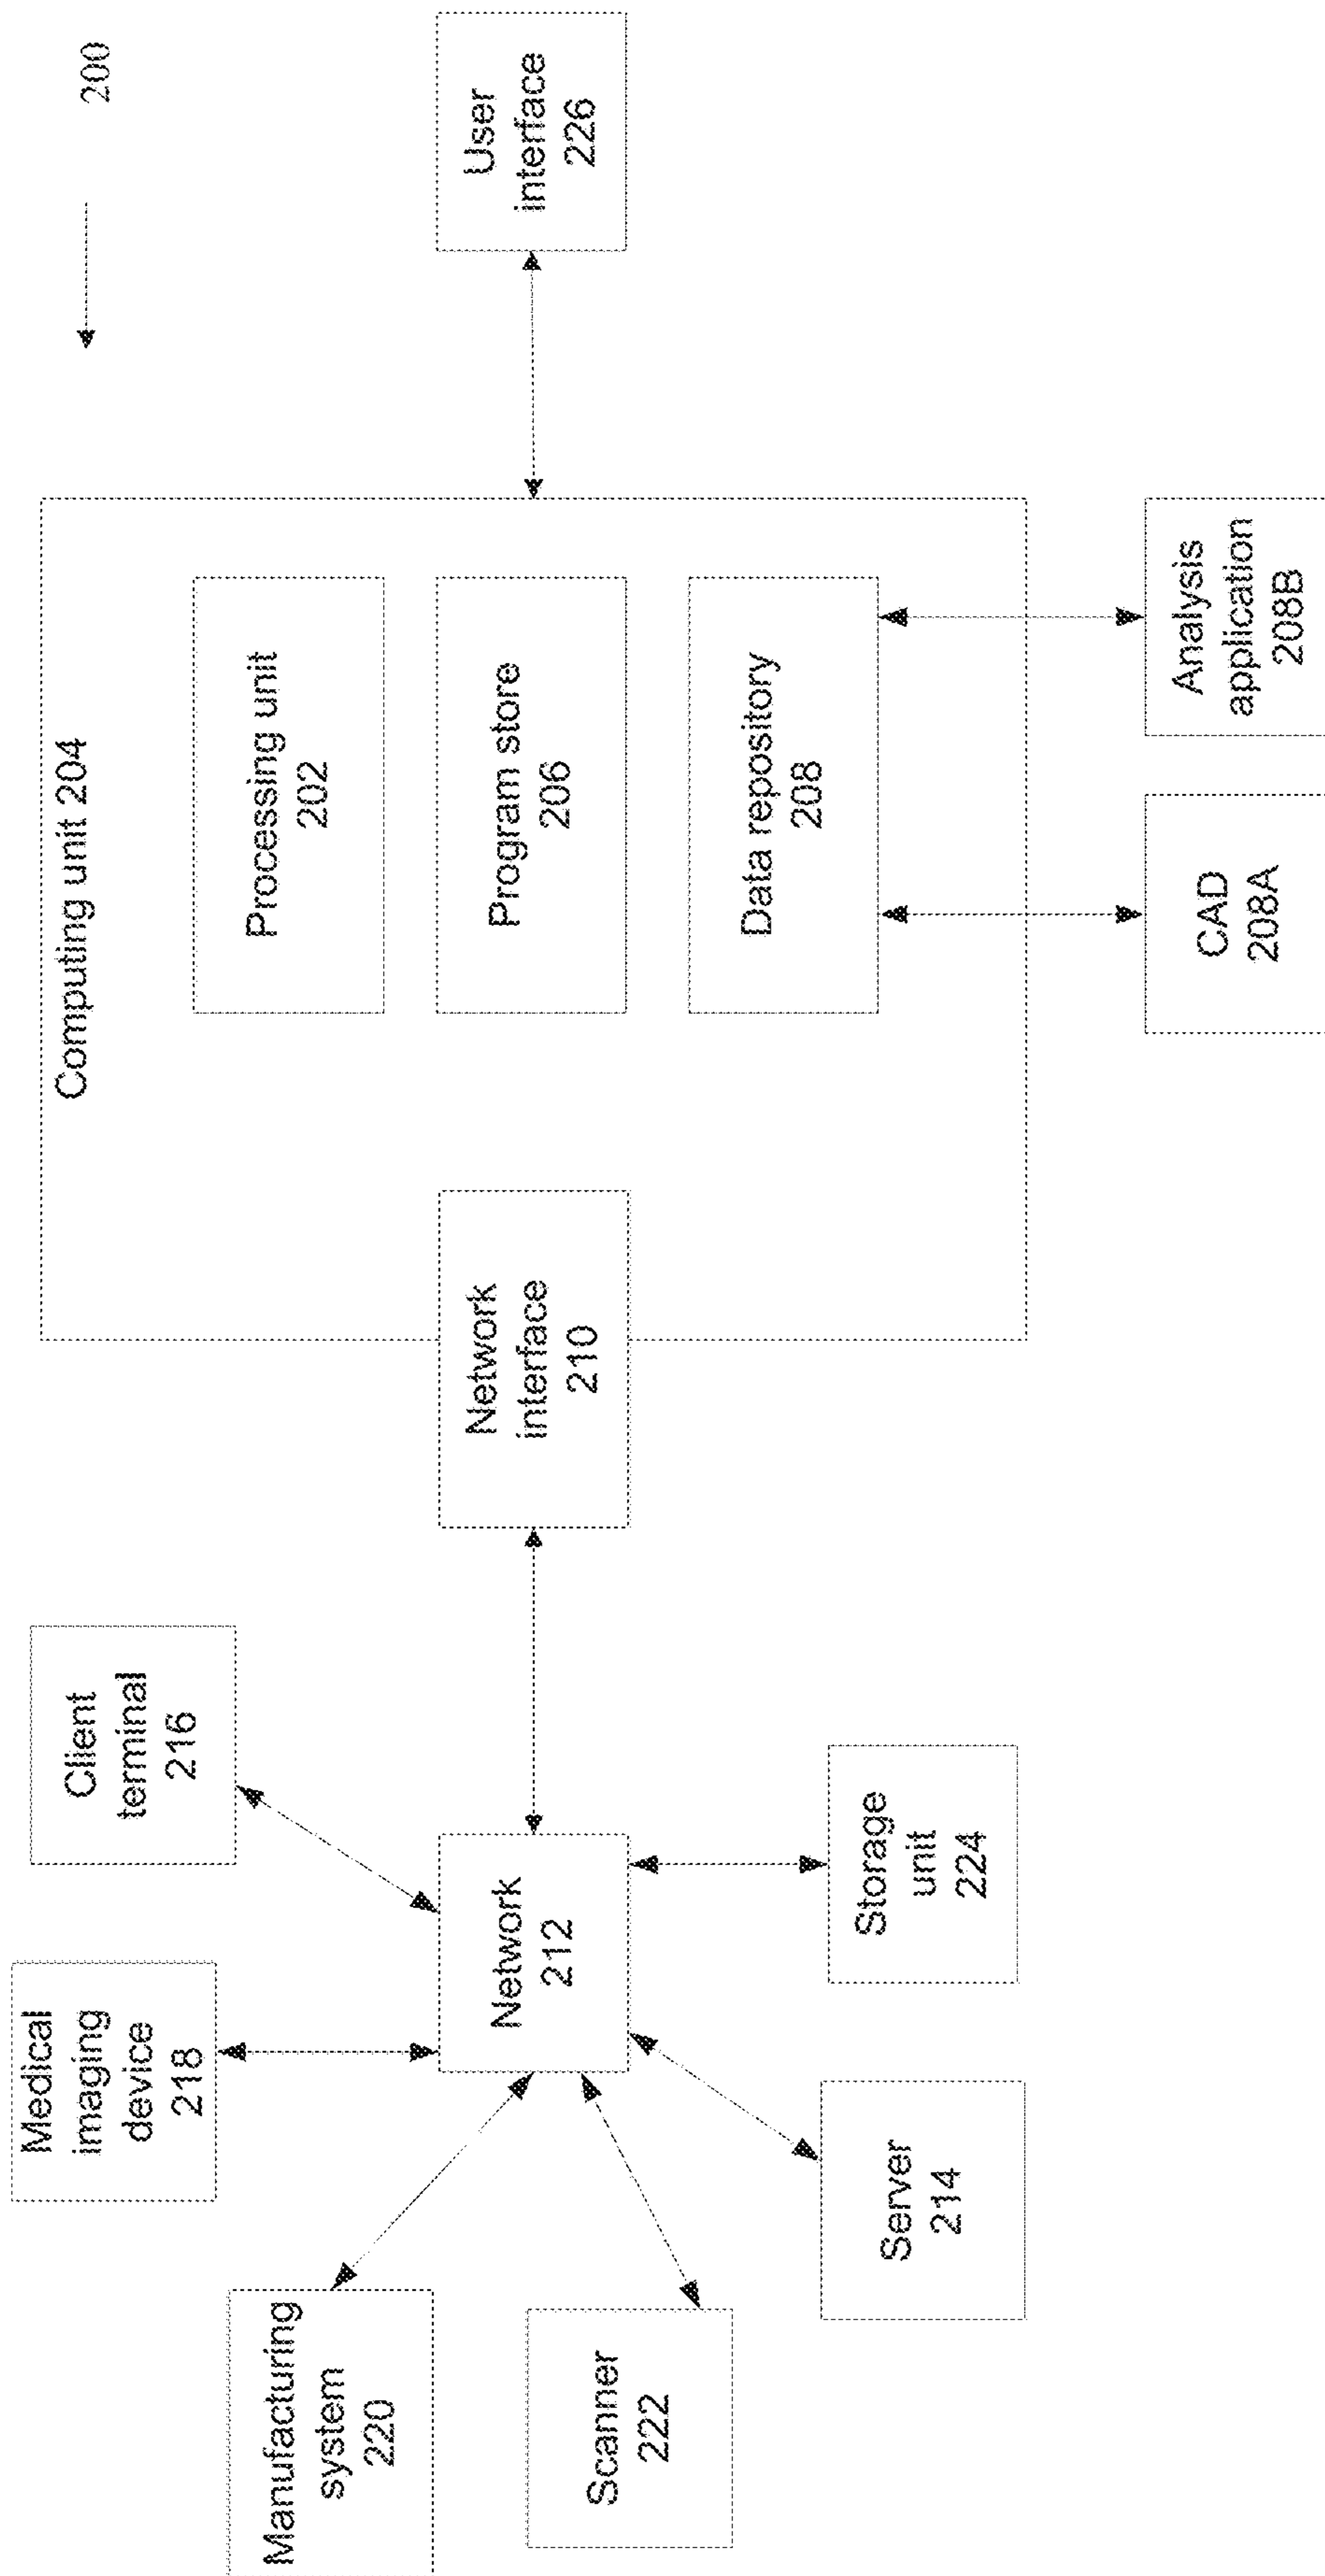 200
Computing unit 204
Processing unit
202
Program store
206
Data repository
208
User
interface
226
Network
interface
210
CAD
208A
Analysis
application
208B
Client
terminal
216
Medical
imaging
device
218
Network
212
Manufacturing
system
220
Scanner
222
Server
214
Storage
unit
224